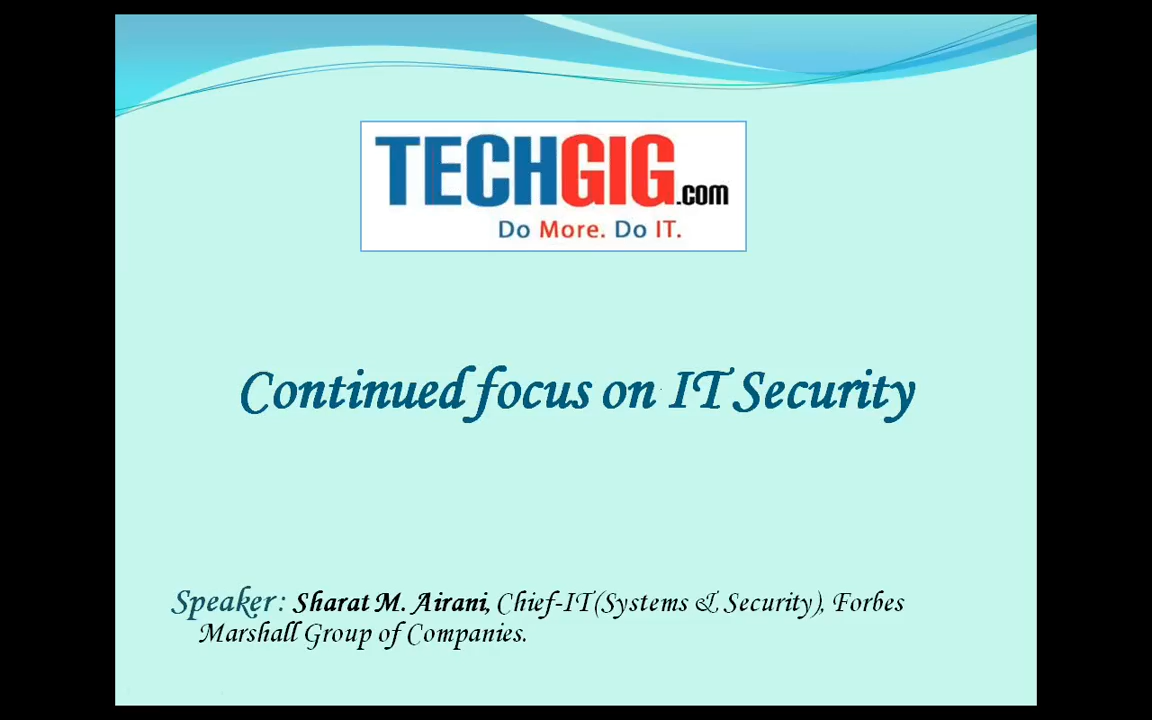 TECHGIG.com
Do More. Do IT.
Continued focus on IT Security
Speaker: Sharat M. Airani, Chief-IT(Systems & Security), Forbes
Marshall Group of Companies.